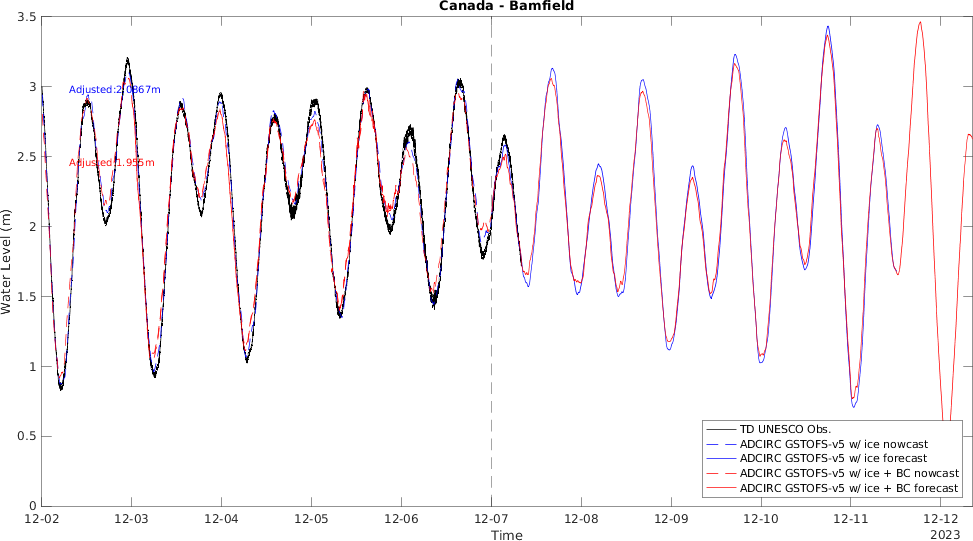 Canada - Bamfield
3.5
3
2.5
2
1.5
1
0.5
0
Water Level (m)
Adjusted:2.0867m
Adjusted:1.955m
TD UNESCO Obs.
ADCIRC GSTOFS-v5 w/ ice nowcast
ADCIRC GSTOFS-v5 w/ ice forecast
ADCIRC GSTOFS-v5 w/ ice + BC nowcast
ADCIRC GSTOFS-v5 w/ ice + BC forecast
12-02 12-03 12-04 12-05 12-06 12-07 12-08 12-09 12-10 12-11 12-12
Time
2023